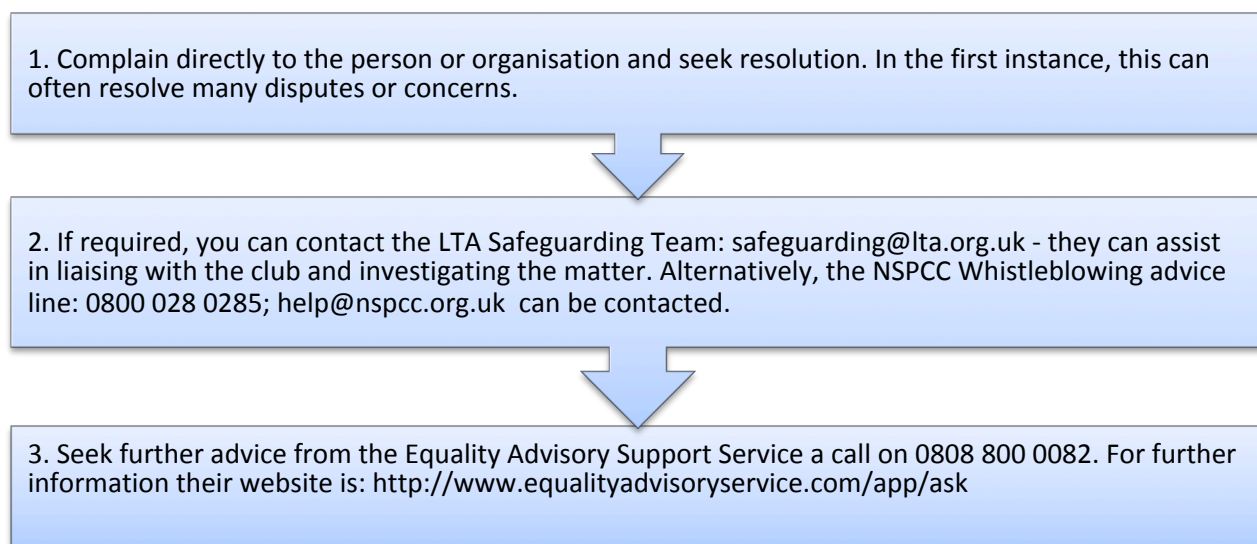 1. Complain directly to the person or organisation and seek resolution. In the first instance, this can
often resolve many disputes or concerns.
2. If required, you can contact the LTA Safeguarding Team: safeguarding@lta.org.uk - they can assist
in liaising with the club and investigating the matter. Alternatively, the NSPCC Whistleblowing advice
line: 0800 028 0285; help@nspcc.org.uk can be contacted.
3. Seek further advice from the Equality Advisory Support Service a call on 0808 800 0082. For further
information their website is: http://www.equalityadvisoryservice.com/app/ask